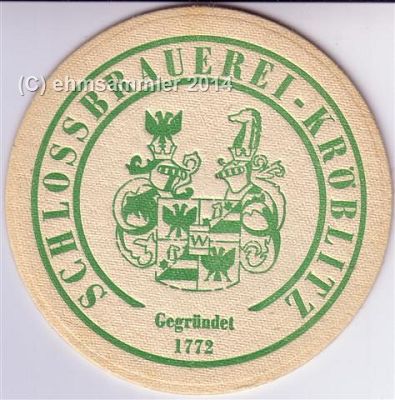 (C) ehmsammler 2014
SCHLOSSBRAUEREI-KRÖBLITZ
W
Gegründet
1772